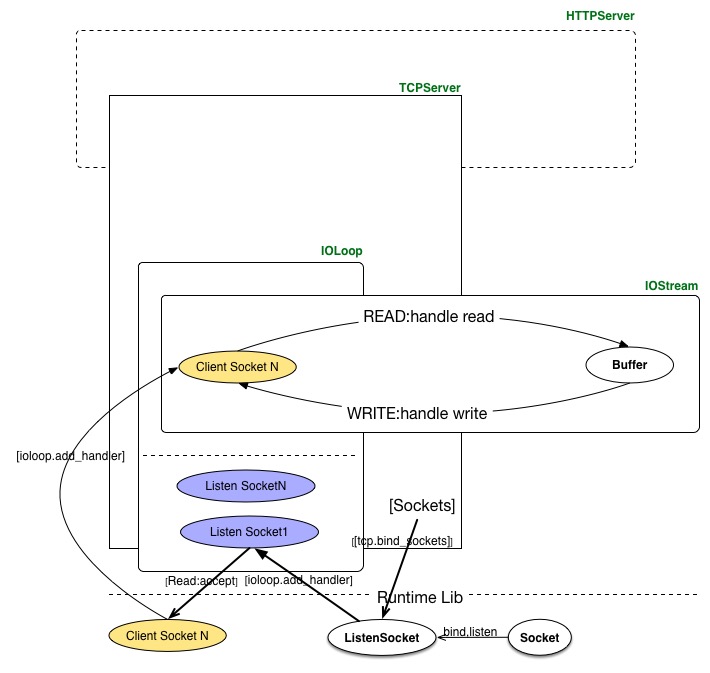 HTTPServer
TCPServer
IOLoop
IOStream
READ:handle read
Client Socket N
Buffer
WRITE:handle write
[ioloop.add_handler]
Listen SocketN
[Sockets]
Listen Socket1
[[tcp.bind_sockets]]
[Read:accept]
[ioloop.add_handler]
Runtime Lib
Client Socket N
ListenSocket
bind,listen
Socket